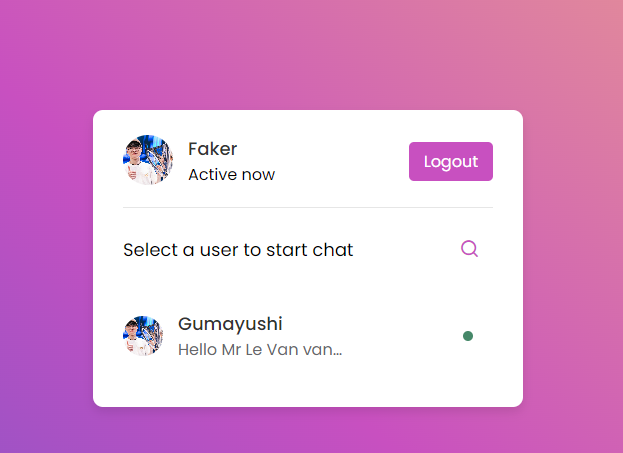 Faker
Active now
Logout
Select a user to start chat
Gumayushi
Hello Mr Le Van van...